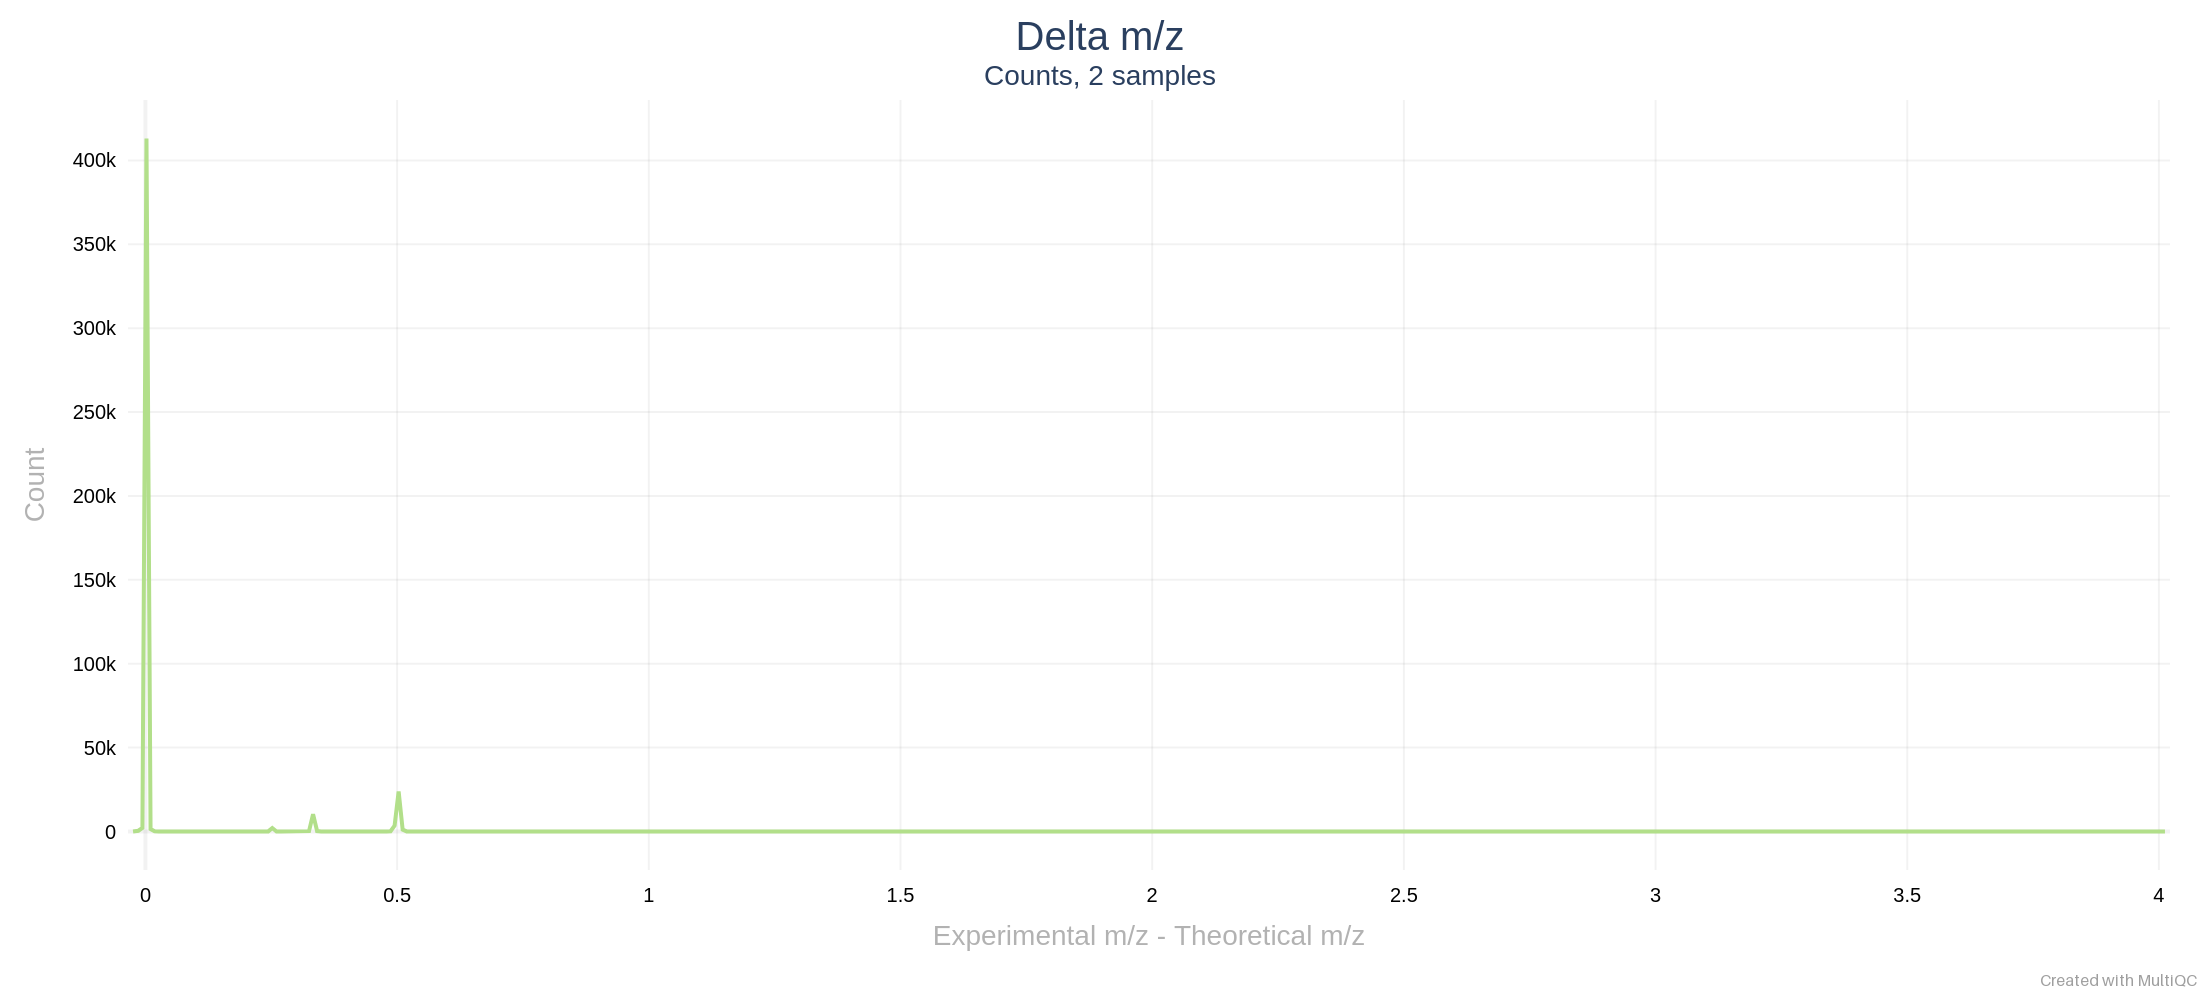 Delta m/z
Counts, 2 samples
400k
350k
300k
250k
200k
150k
100k
50k
0
Count
0 0.5 1 1.5 2 2.5 3 3.5 4
Experimental m/z - Theoretical m/z
Created with MultiQC